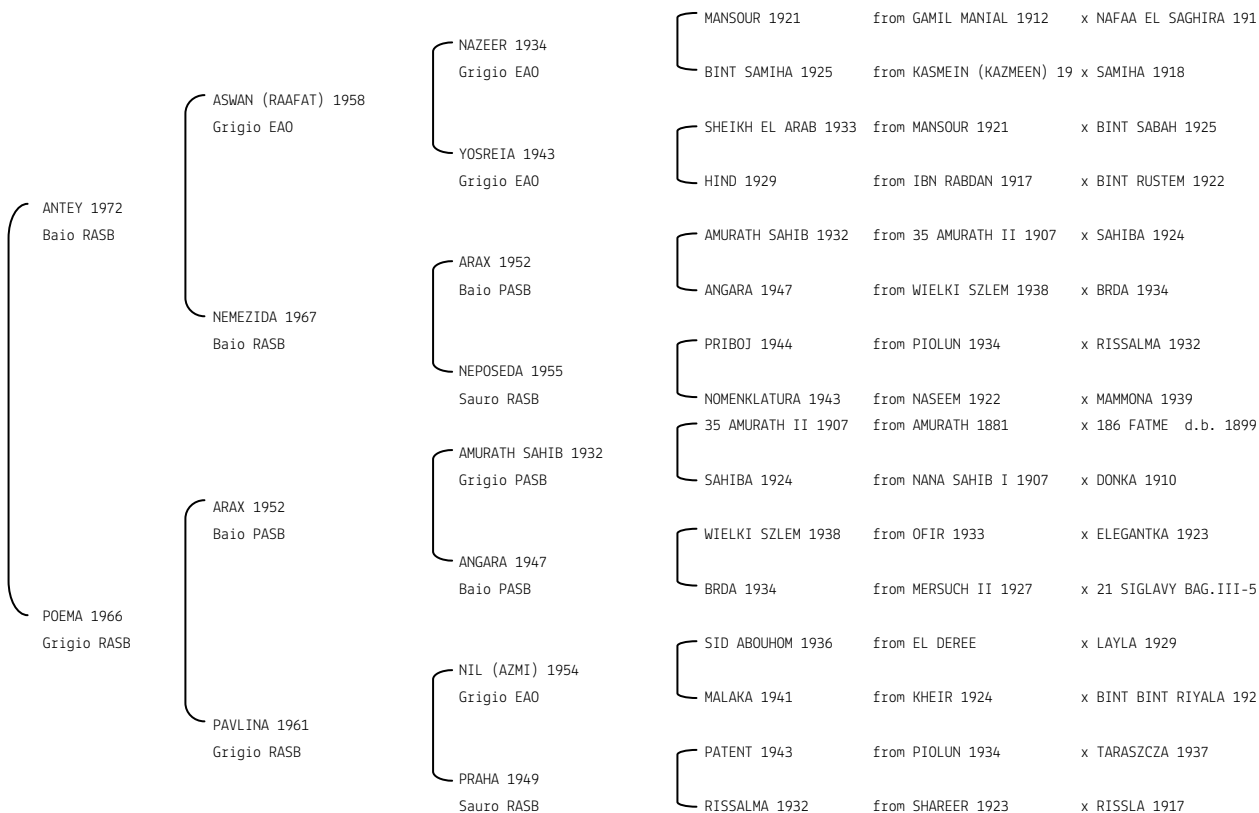 MANSOUR 1921 from GAMIL MANIAL 1912 x NAFAA EL SAGHIRA 191
NAZEER 1934
Grigio EAO
BINT SAMIHA 1925 from KASMEIN (KAZMEEN) 19 x SAMIHA 1918
ASWAN (RAAFAT) 1958
Grigio EAO
SHEIKH EL ARAB 1933 from MANSOUR 1921 x BINT SABAH 1925
YOSREIA 1943
Grigio EAO
HIND 1929 from IBN RABDAN 1917 x BINT RUSTEM 1922
ANTEY 1972
Baio RASB
AMURATH SAHIB 1932 from 35 AMURATH II 1907 x SAHIBA 1924
ARAX 1952
Baio PASB
ANGARA 1947 from WIELKI SZLEM 1938 x BRDA 1934
NEMEZIDA 1967
Baio RASB
PRIBOJ 1944 from PIOLUN 1934 x RISSALMA 1932
NEPOSEDA 1955
Sauro RASB
NOMENKLATURA 1943 from NASEEM 1922 x MAMMONA 1939
35 AMURATH II 1907 from AMURATH 1881 x 186 FATME d.b. 1899
AMURATH SAHIB 1932
Grigio PASB
SAHIBA 1924 from NANA SAHIB I 1907 x DONKA 1910
ARAX 1952
Baio PASB
WIELKI SZLEM 1938 from OFIR 1933 x ELEGANTKA 1923
ANGARA 1947
Baio PASB
BRDA 1934 from MERSUCH II 1927 x 21 SIGLAVY BAG.III-5
POEMA 1966
Grigio RASB
SID ABOUHOM 1936 from EL DEREE x LAYLA 1929
NIL (AZMI) 1954
Grigio EAO
MALAKA 1941 from KHEIR 1924 x BINT BINT RIYALA 192
PAVLINA 1961
Grigio RASB
PATENT 1943 from PIOLUN 1934 x TARASZCZA 1937
PRAHA 1949
Sauro RASB
RISSALMA 1932 from SHAREER 1923 x RISSLA 1917